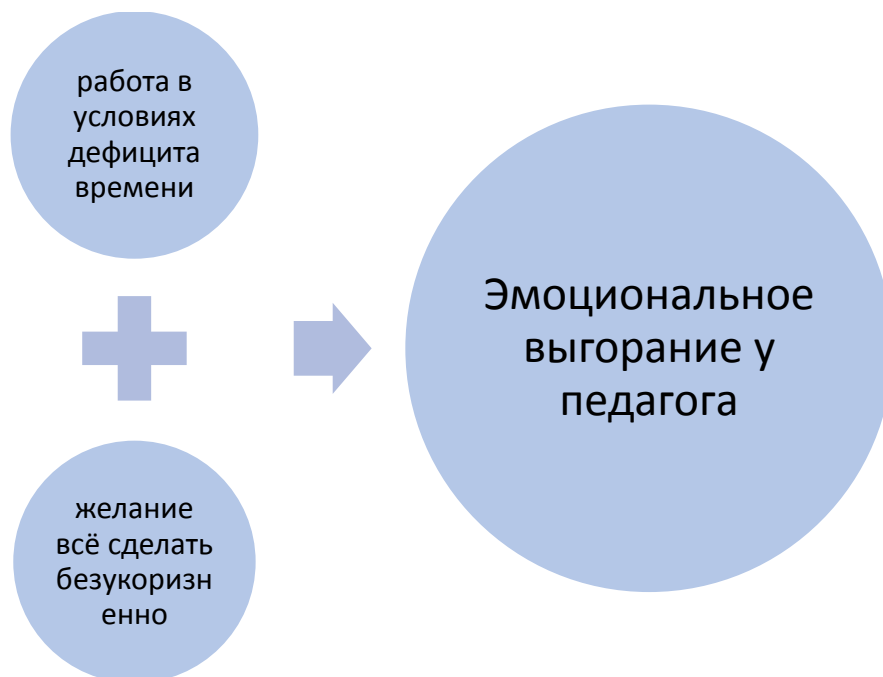 работа в
условиях
дефицита
времени
желание
всё сделать
безукоризн
енно
Эмоциональное
выгорание у
педагога